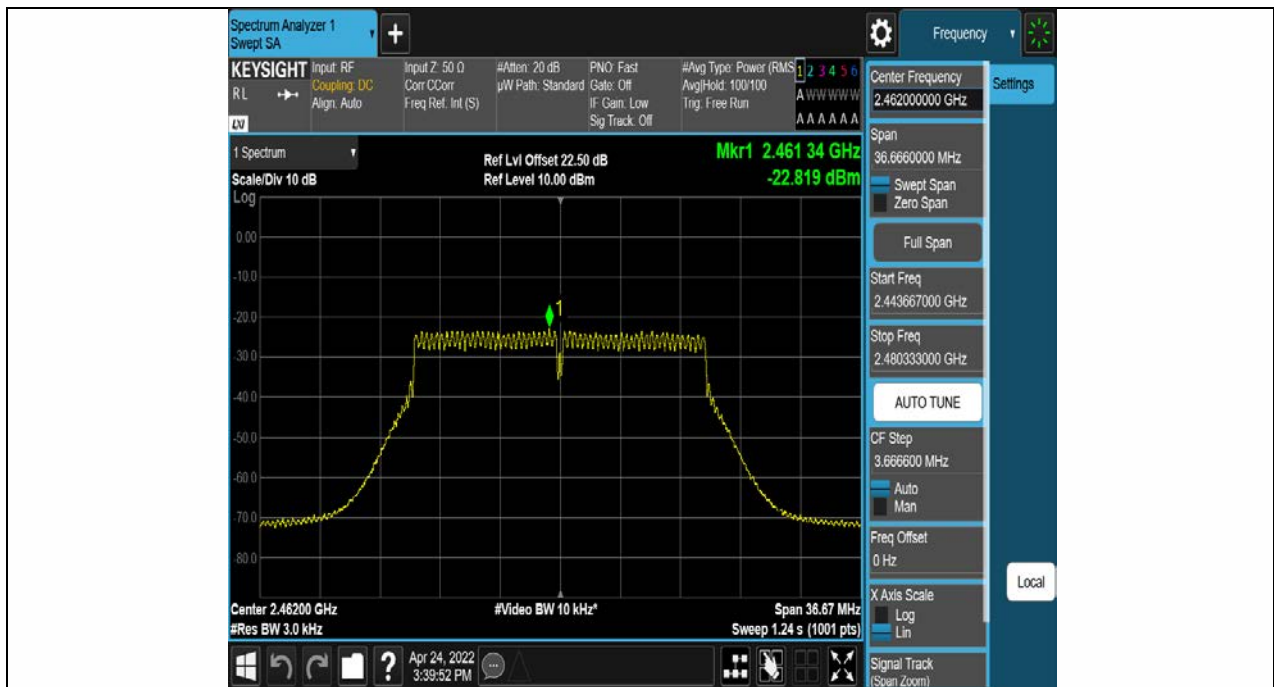 Spectrum Analyzer 1
Swept SA
+
Frequency
KEYSIGHT
RL
LXI
Input: RF
Coupling: DC
Align: Auto
Input Z: 50 Ω
Corr CCorr
Freq Ref: Int (S)
#Atten: 20 dB
µW Path: Standard
PNO: Fast
Gate: Off
IF Gain: Low
Sig Track: Off
#Avg Type: Power (RMS
Avg|Hold: 100/100
Trig: Free Run
1 2 3 4 5 6
A W W W W W
A A A A A A
1 Spectrum
Scale/Div 10 dB
Log
Ref Lvl Offset 22.50 dB
Ref Level 10.00 dBm
Mkr1 2.461 34 GHz
-22.819 dBm
0.00
-10.0
-20.0
-30.0
-40.0
-50.0
-60.0
-70.0
-80.0
1
Center 2.46200 GHz
#Res BW 3.0 kHz
#Video BW 10 kHz*
Span 36.67 MHz
Sweep 1.24 s (1001 pts)
?
Apr 24, 2022
3:39:52 PM
Center Frequency
2.462000000 GHz
Settings
Span
36.6660000 MHz
Swept Span
Zero Span
Full Span
Start Freq
2.443667000 GHz
Stop Freq
2.480333000 GHz
AUTO TUNE
CF Step
3.666600 MHz
Auto
Man
Freq Offset
0 Hz
Local
X Axis Scale
Log
Lin
Signal Track
(Span Zoom)